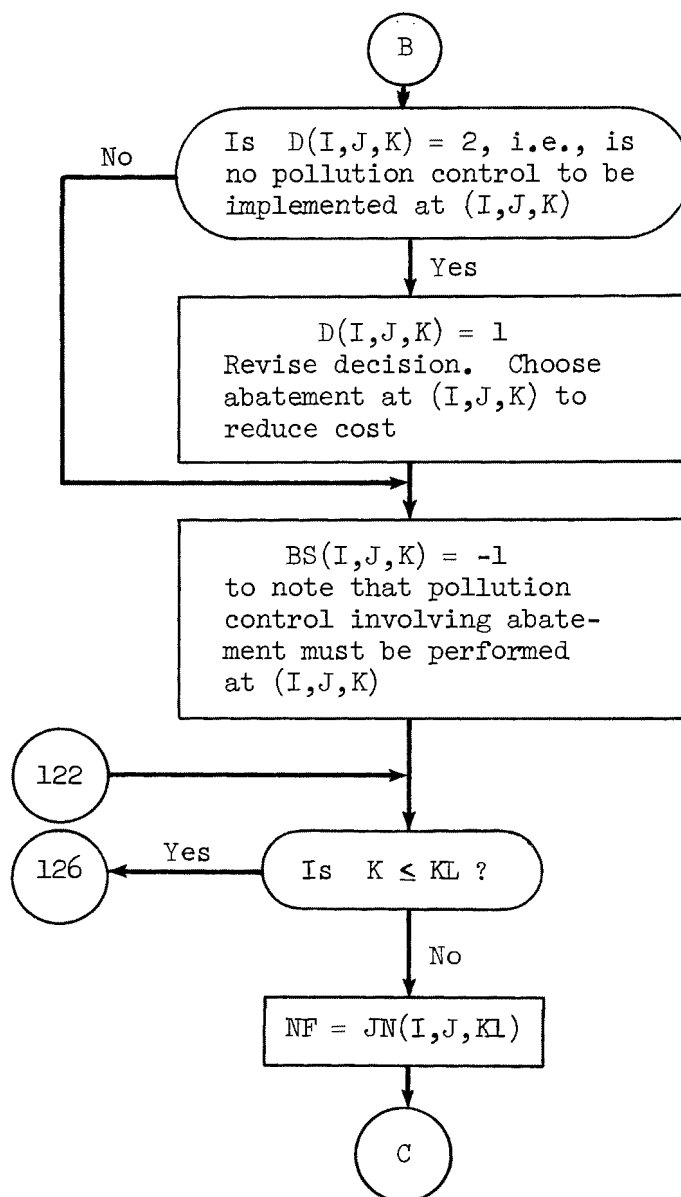 B
Is D(I,J,K) = 2, i.e., is
no pollution control to be
implemented at (I,J,K)
No
Yes
D(I,J,K) = 1
Revise decision. Choose
abatement at (I,J,K) to
reduce cost
BS(I,J,K) = -1
to note that pollution
control involving abate-
ment must be performed
at (I,J,K)
122
126
Yes
Is K ≤ KL ?
No
NF = JN(I,J,K1)
C